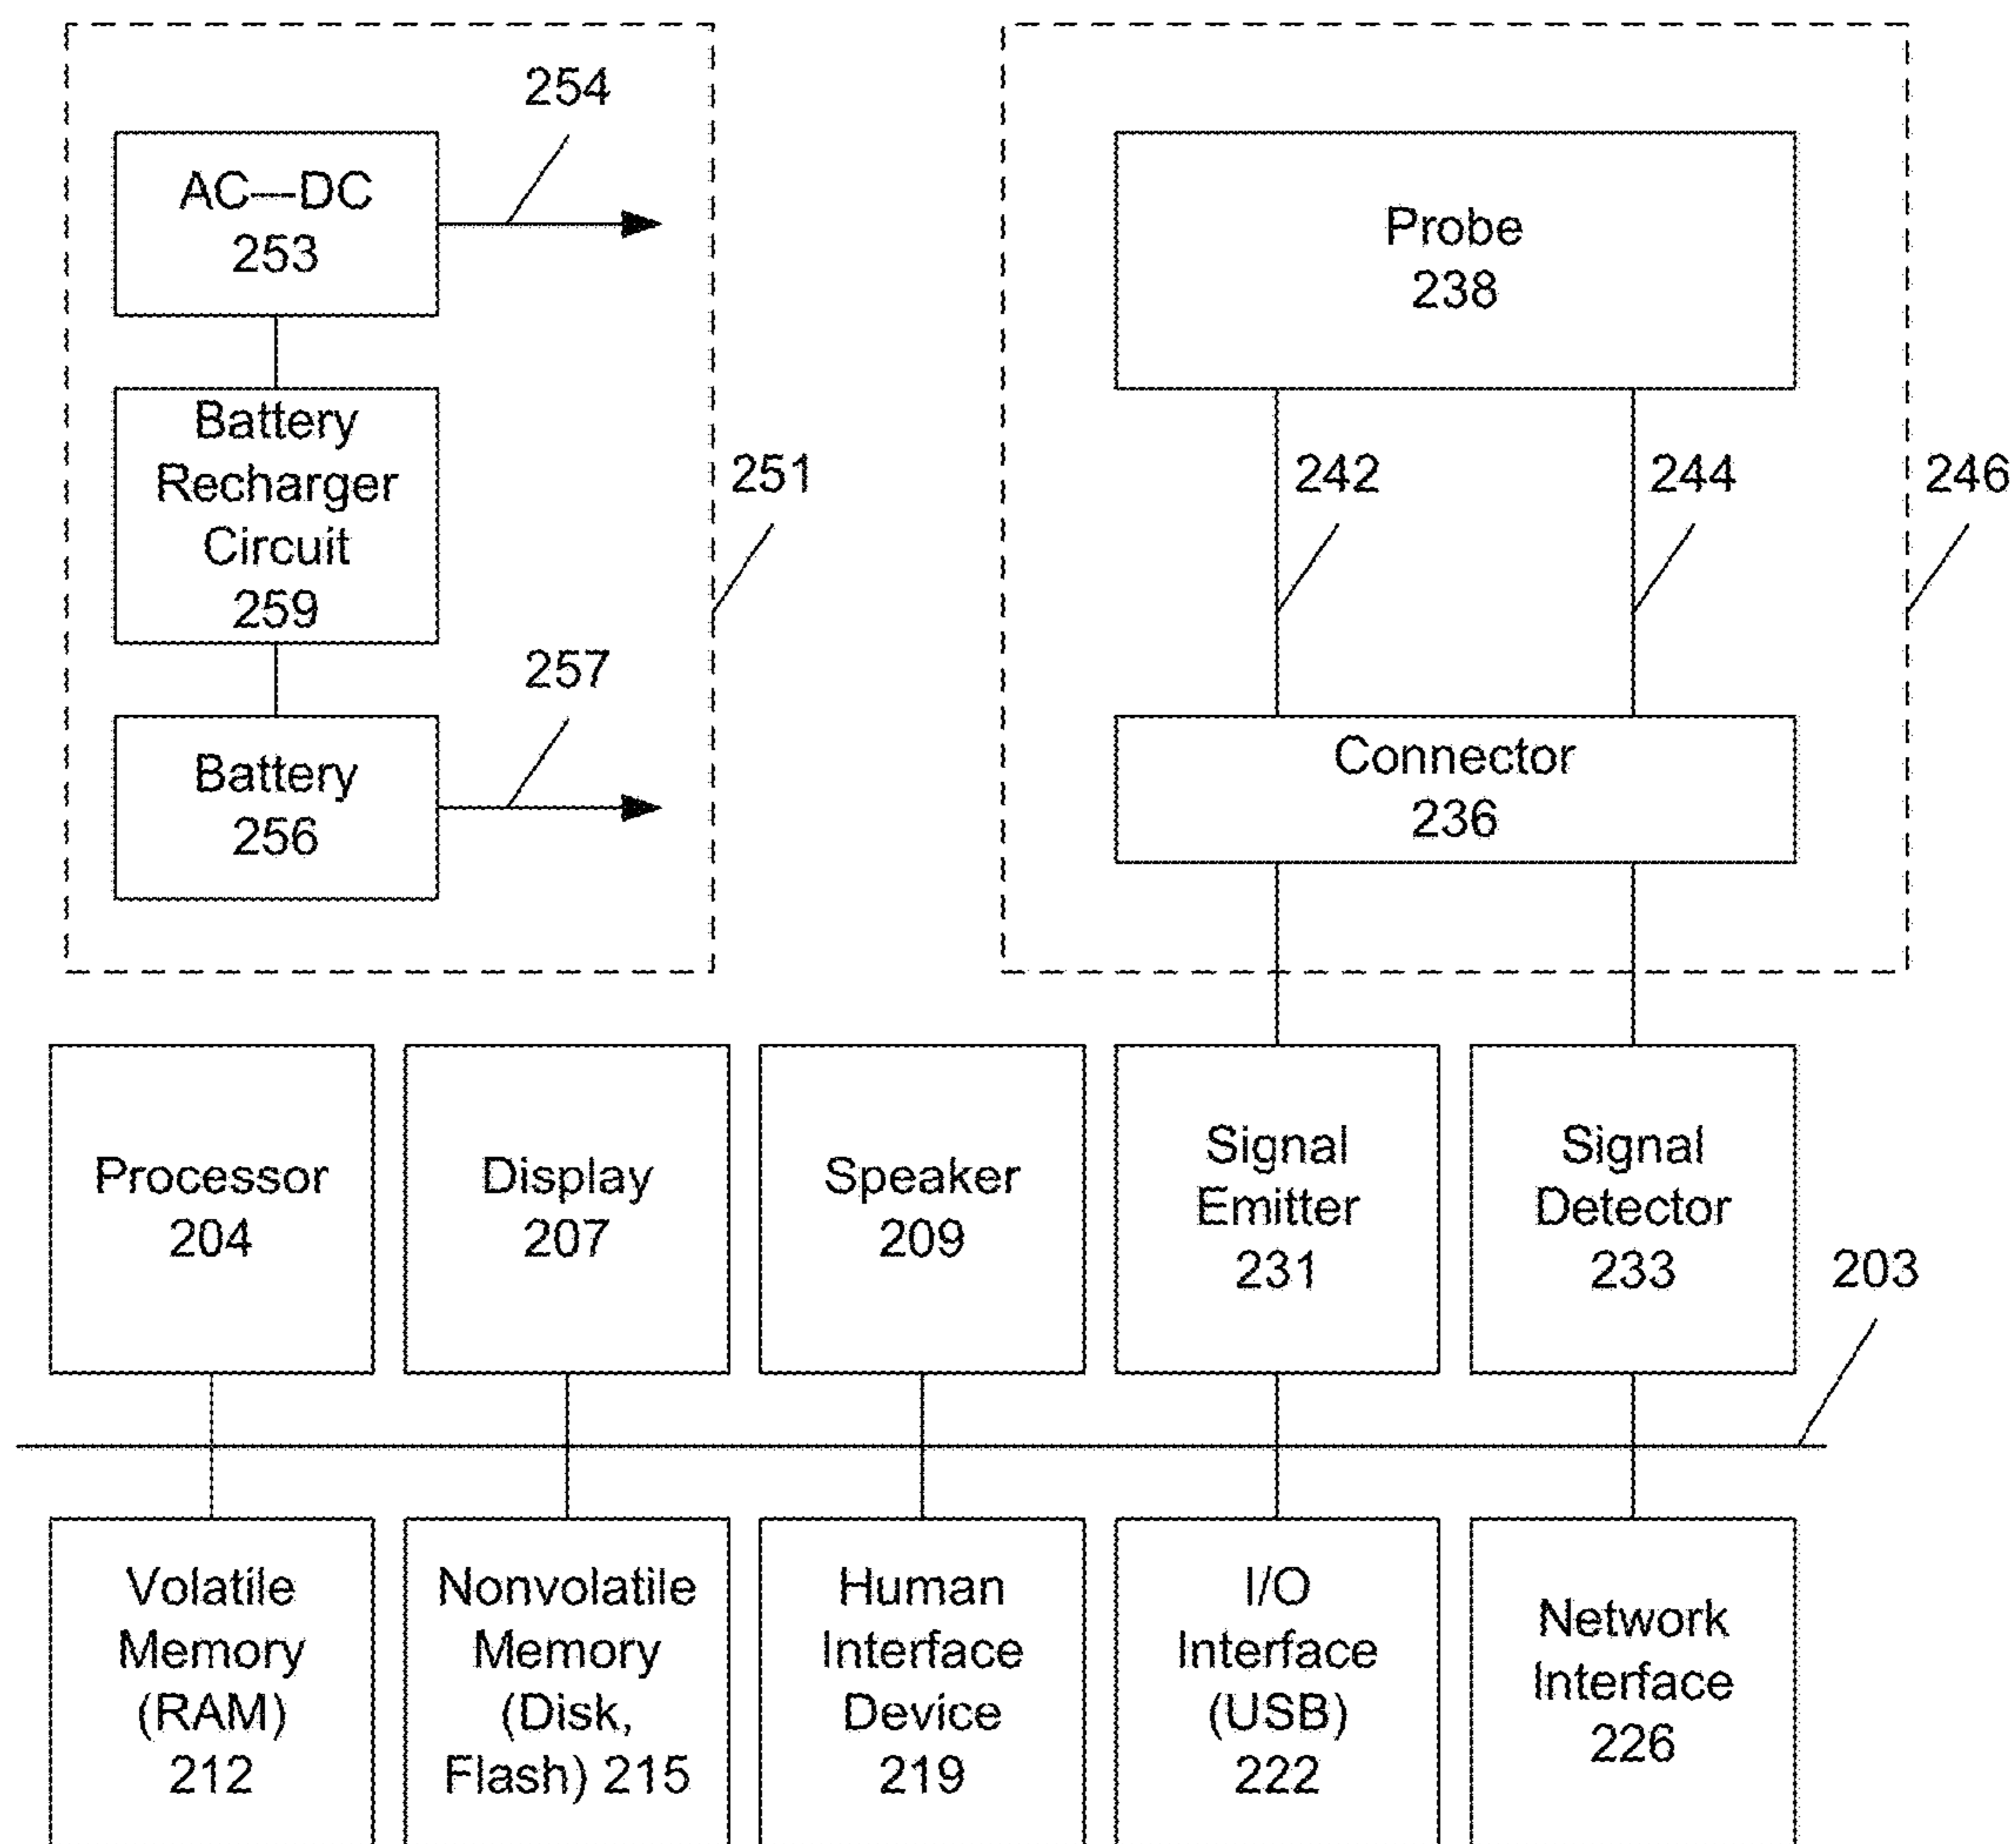 254
AC—DC
253
Probe
238
Battery
Recharger
Circuit
259
251
242
244
246
257
Battery
256
Connector
236
Processor
204
Display
207
Speaker
209
Signal
Emitter
231
Signal
Detector
233
203
Volatile
Memory
(RAM)
212
Nonvolatile
Memory
(Disk,
Flash) 215
Human
Interface
Device
219
I/O
Interface
(USB)
222
Network
Interface
226